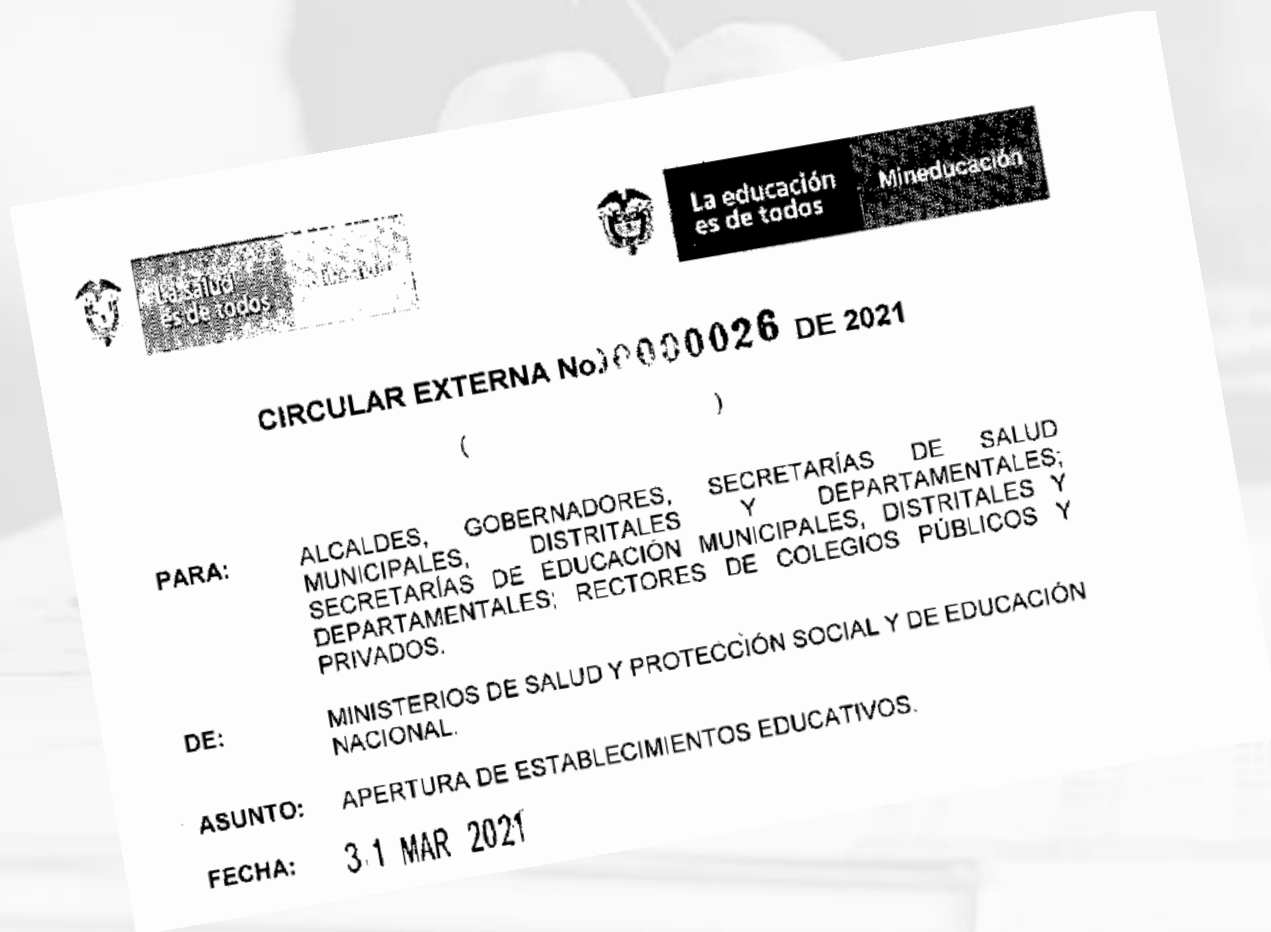 La salud
es de todos
La educación
es de todos
Mineducación
CIRCULAR EXTERNA No. 0000026 DE 2021
( )
PARA: ALCALDES, GOBERNADORES, SECRETARÍAS DE SALUD
MUNICIPALES, DISTRITALES Y DEPARTAMENTALES;
SECRETARÍAS DE EDUCACIÓN MUNICIPALES, DISTRITALES Y
DEPARTAMENTALES; RECTORES DE COLEGIOS PÚBLICOS Y
PRIVADOS.
DE: MINISTERIOS DE SALUD Y PROTECCIÓN SOCIAL Y DE EDUCACIÓN
NACIONAL.
ASUNTO: APERTURA DE ESTABLECIMIENTOS EDUCATIVOS.
FECHA: 31 MAR 2021